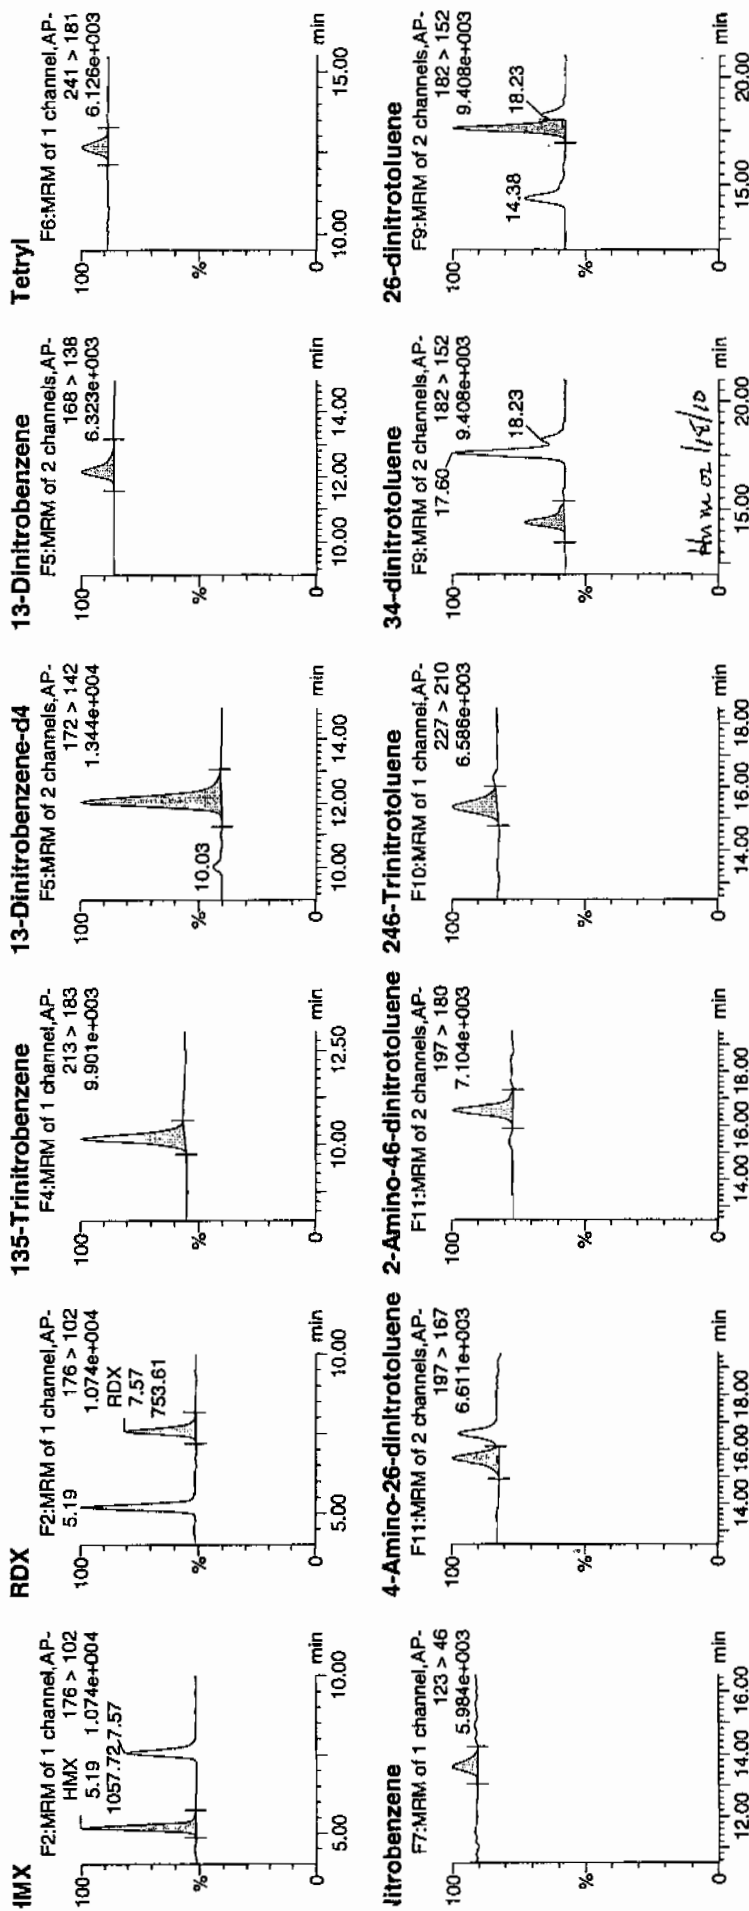 HMX
F2:MRM of 1 channel,AP-
176 > 102
1.074e+004
HMX
5.19
1057.72
7.57
100
%
0
5.00
10.00
min
RDX
F2:MRM of 1 channel,AP-
176 > 102
1.074e+004
5.19
RDX
7.57
753.61
100
%
0
5.00
10.00
min
135-Trinitrobenzene
F4:MRM of 1 channel,AP-
213 > 183
9.901e+003
100
%
0
10.00
12.50
min
13-Dinitrobenzene-d4
F5:MRM of 2 channels,AP-
172 > 142
1.344e+004
10.03
100
%
0
10.00
12.00
14.00
min
13-Dinitrobenzene
F5:MRM of 2 channels,AP-
168 > 138
6.323e+003
100
%
0
10.00
12.00
14.00
min
Tetryl
F6:MRM of 1 channel,AP-
241 > 181
6.126e+003
100
%
0
10.00
15.00
min
itrobenzene
F7:MRM of 1 channel,AP-
123 > 46
5.984e+003
100
%
0
12.00
14.00
16.00
min
4-Amino-26-dinitrotoluene
F11:MRM of 2 channels,AP-
197 > 167
6.611e+003
100
%
0
14.00
16.00
18.00
min
2-Amino-46-dinitrotoluene
F11:MRM of 2 channels,AP-
197 > 180
7.104e+003
100
%
0
14.00
16.00
18.00
min
246-Trinitrotoluene
F10:MRM of 1 channel,AP-
227 > 210
6.586e+003
100
%
0
14.00
16.00
18.00
min
34-dinitrotoluene
F9:MRM of 2 channels,AP-
182 > 152
9.408e+003
17.60
18.23
100
%
0
15.00
20.00
min
26-dinitrotoluene
F9:MRM of 2 channels,AP-
182 > 152
9.408e+003
14.38
18.23
100
%
0
15.00
20.00
min